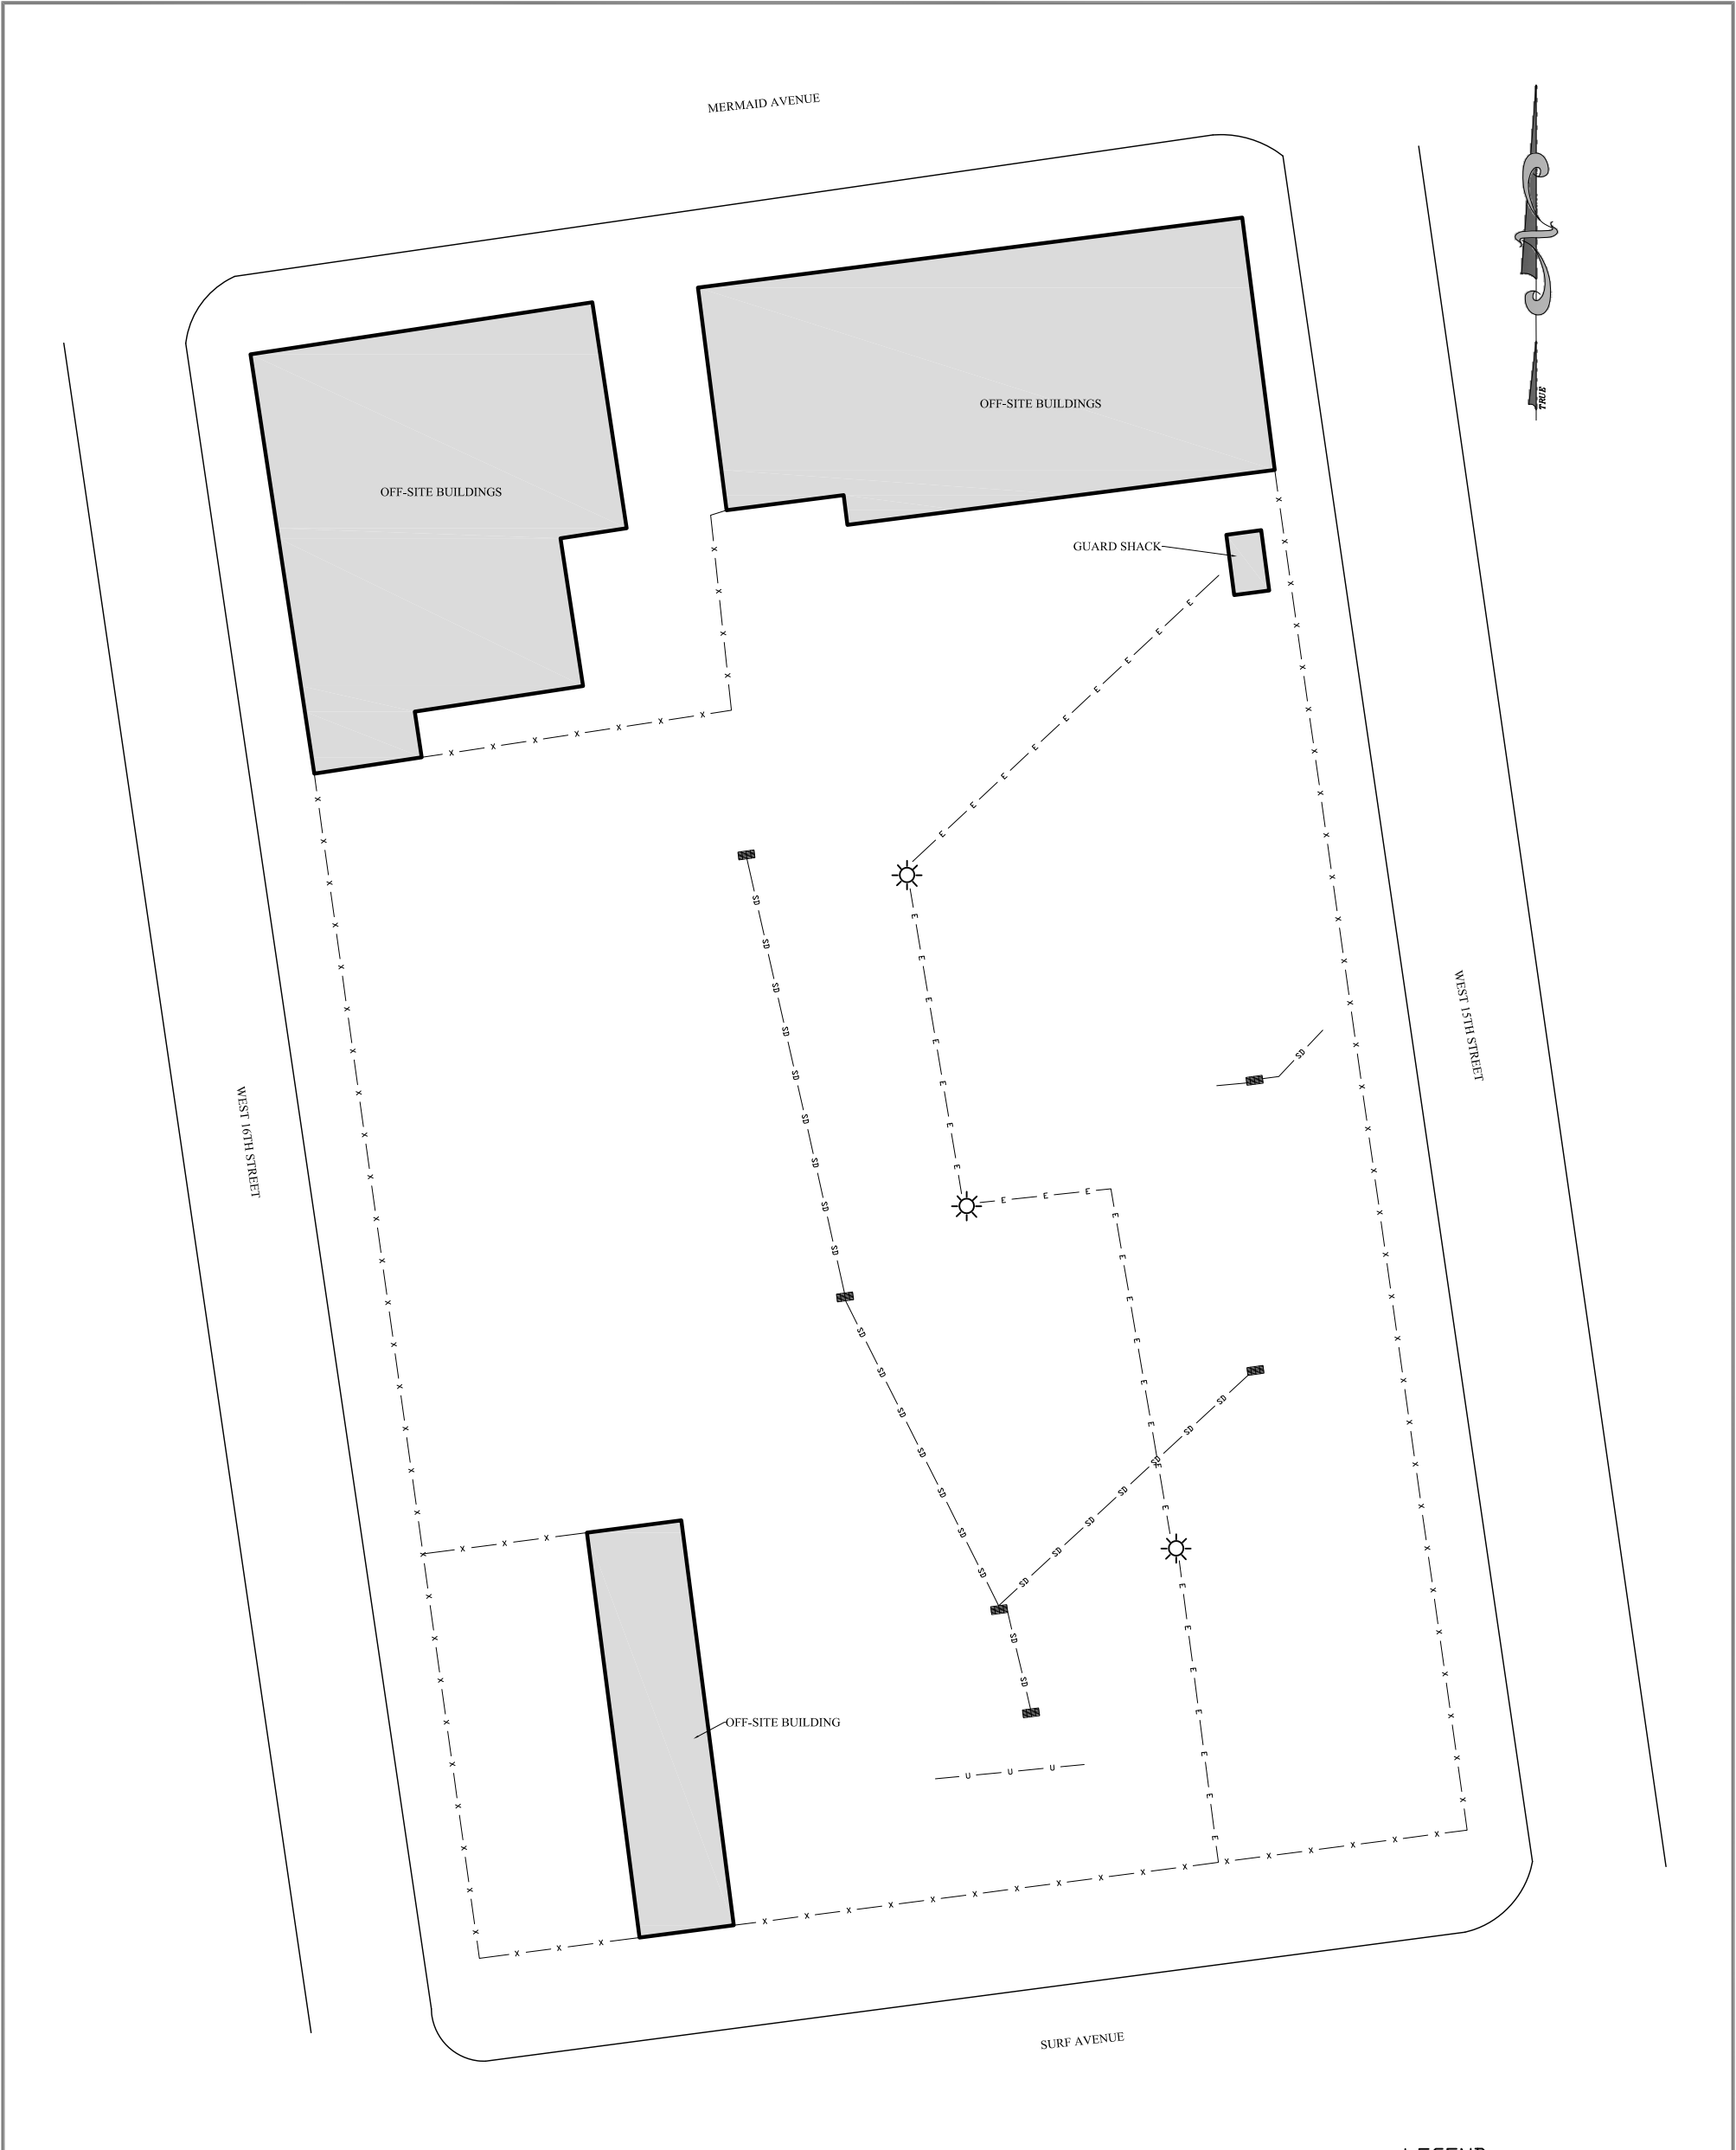 MERMAID AVENUE
TRUE
OFF-SITE BUILDINGS
OFF-SITE BUILDINGS
GUARD SHACK
WEST 15TH STREET
WEST 16TH STREET
OFF-SITE BUILDING
SURF AVENUE
LEGEND